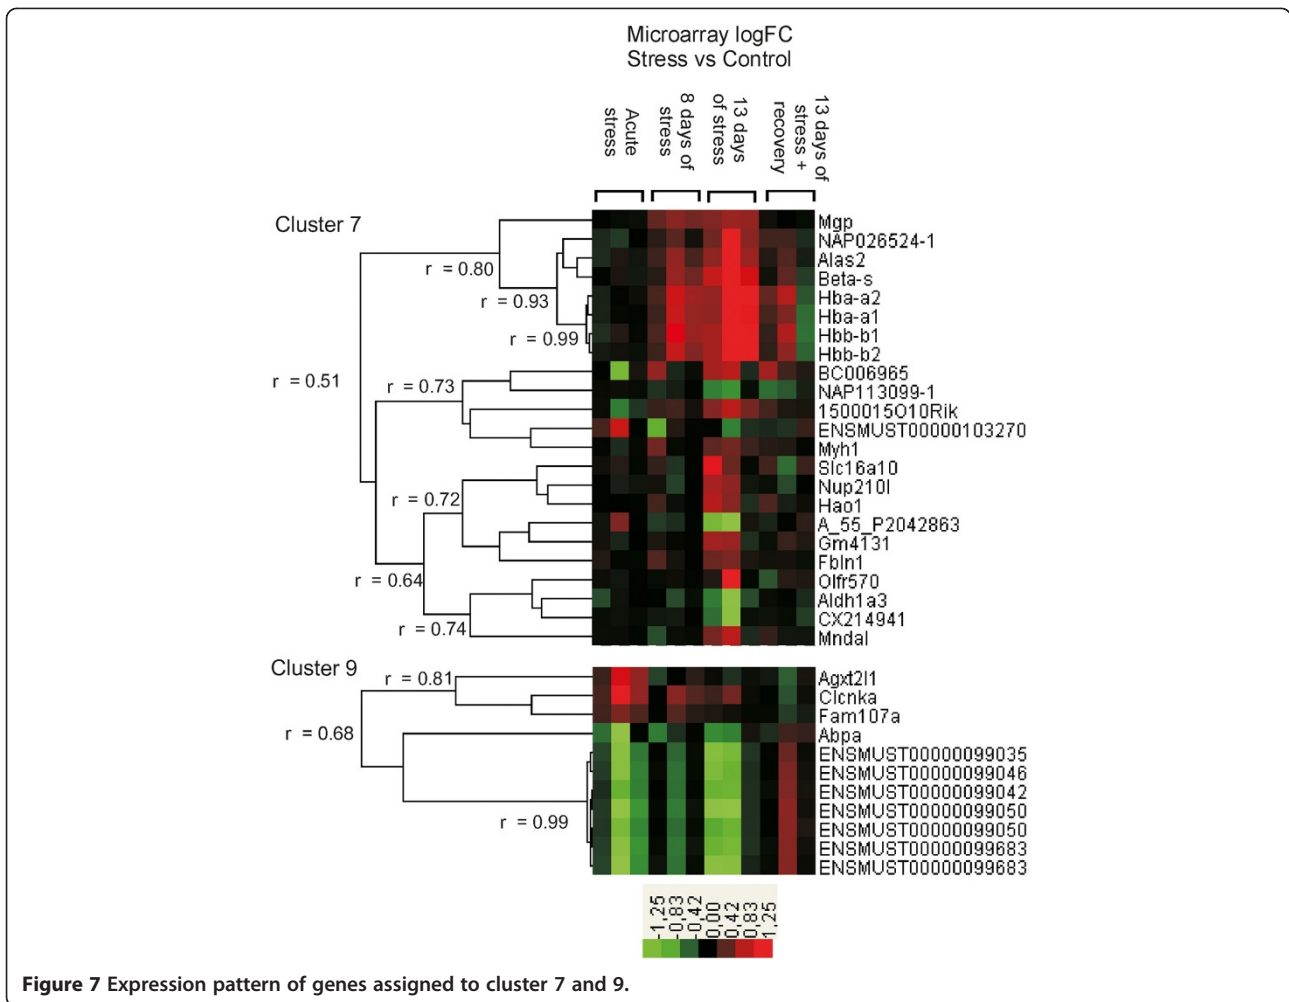 Microarray logFC
Stress vs Control
Acute
stress
8 days of
stress
13 days
of stress
13 days of
stress +
recovery
Cluster 7
r = 0.80
r = 0.93
r = 0.99
r = 0.51
r = 0.73
r = 0.72
r = 0.64
r = 0.74
Mgp
NAP026524-1
Alas2
Beta-s
Hba-a2
Hba-a1
Hbb-b1
Hbb-b2
BC006965
NAP113099-1
1500015O10Rik
ENSMUST00000103270
Myh1
Slc16a10
Nup210l
Hao1
A_55_P2042863
Gm4131
Fbln1
Olfr570
Aldh1a3
CX214941
Mndal
Cluster 9
r = 0.81
r = 0.68
r = 0.99
Agxt2l1
Clcnka
Fam107a
Abpa
ENSMUST00000099035
ENSMUST00000099046
ENSMUST00000099042
ENSMUST00000099050
ENSMUST00000099050
ENSMUST00000099683
ENSMUST00000099683
-1,25
-0,83
-0,42
0,00
0,42
0,83
1,25
Figure 7 Expression pattern of genes assigned to cluster 7 and 9.